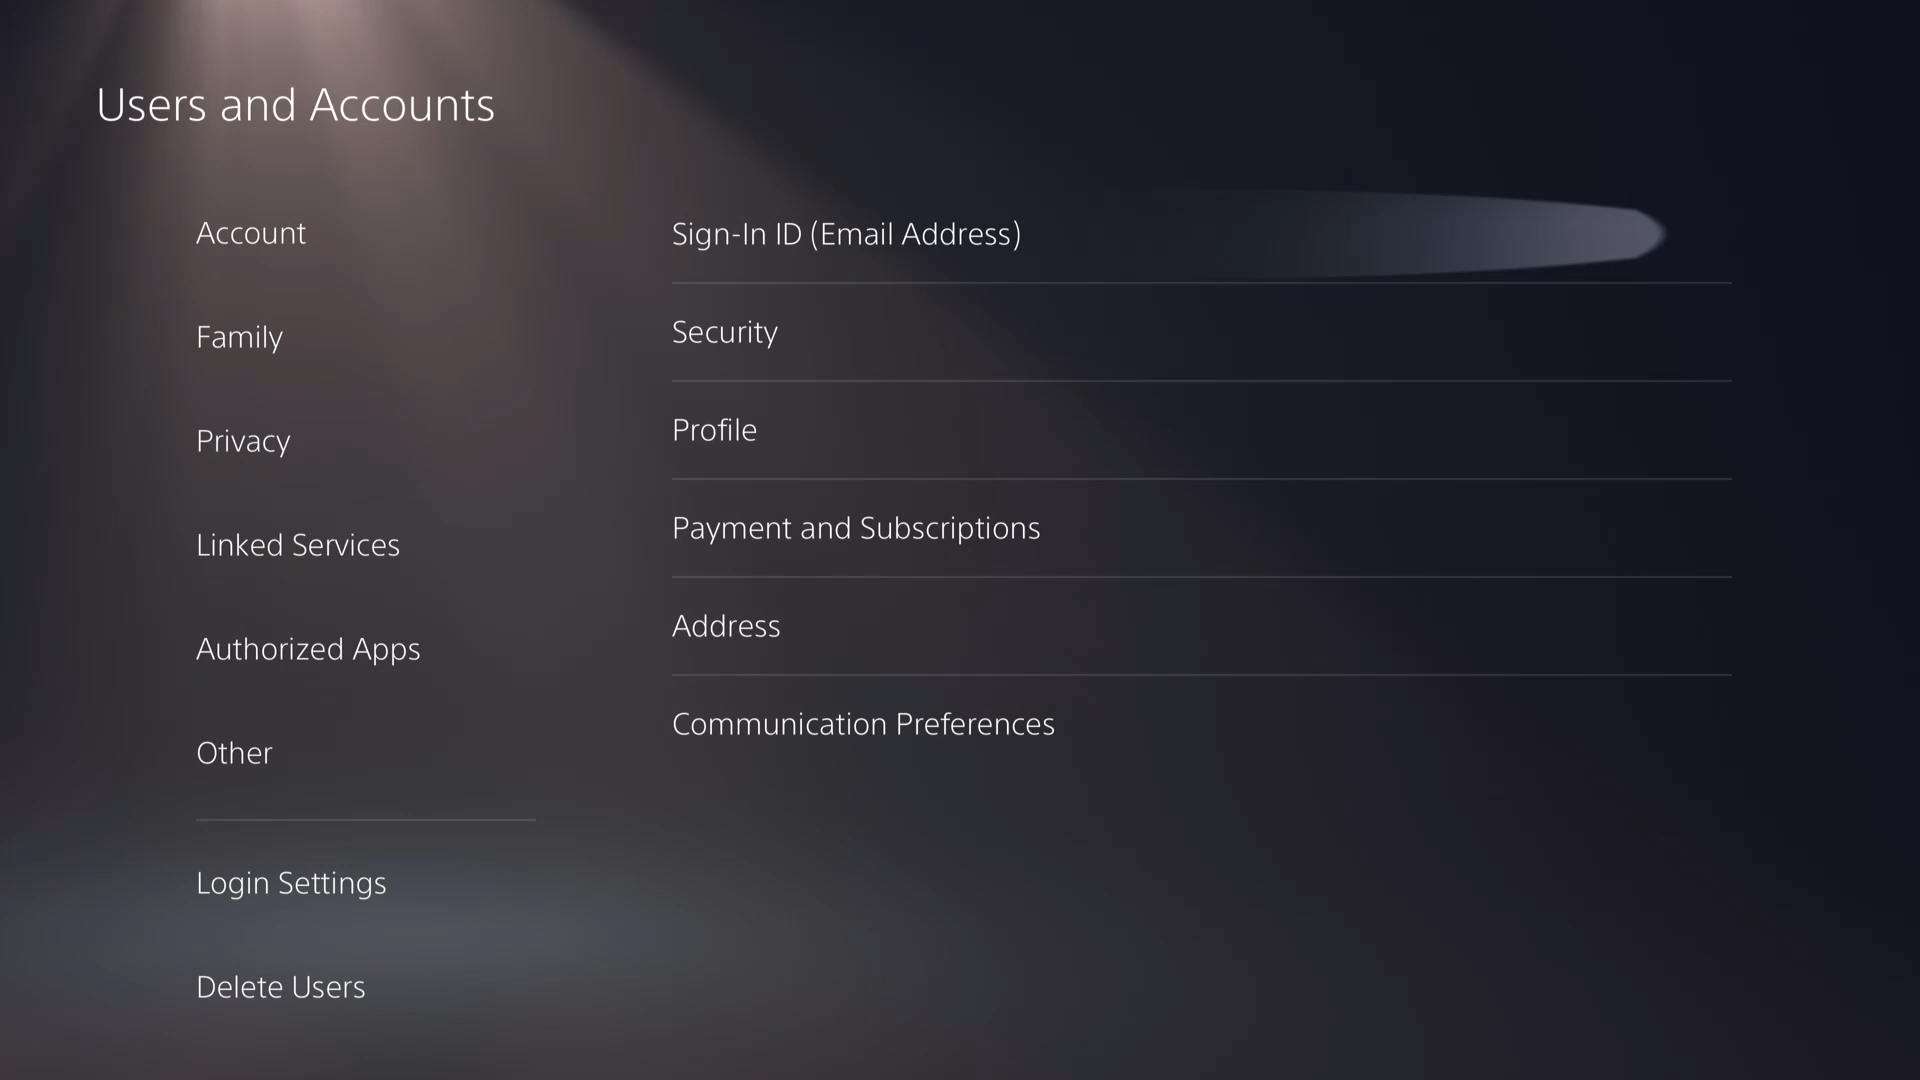 Users and Accounts
Account
Family
Privacy
Linked Services
Authorized Apps
Other
Login Settings
Delete Users
Sign-In ID (Email Address)
Security
Profile
Payment and Subscriptions
Address
Communication Preferences